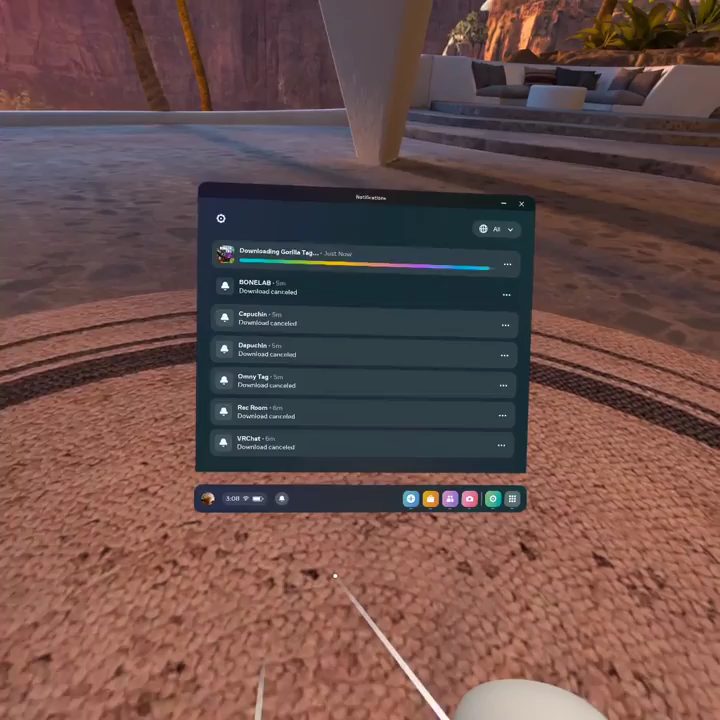 Notifications
All
Downloading Gorilla Tag... • Just Now
BONELAB • 5m
Download canceled
Capuchin • 5m
Download canceled
Dapuchin • 5m
Download canceled
Omny Tag • 5m
Download canceled
Rec Room • 6m
Download canceled
VRChat • 6m
Download canceled
3:08